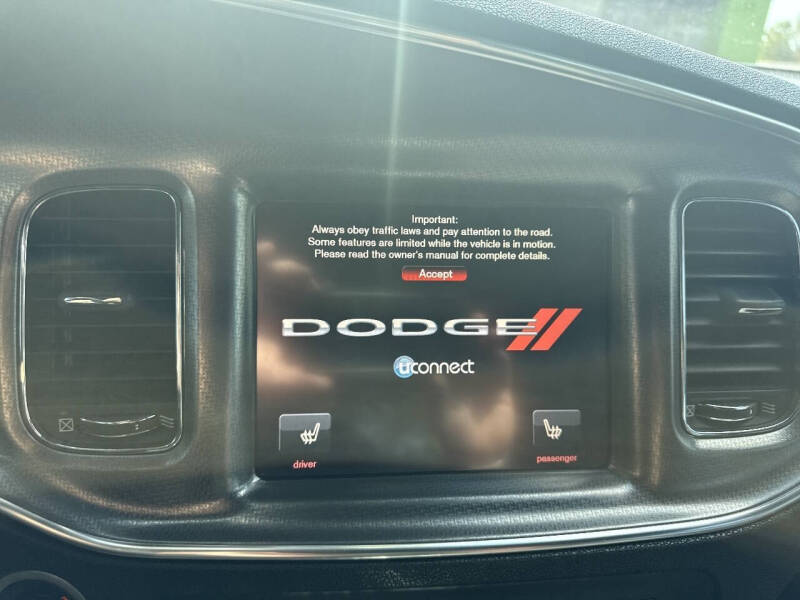 Important:
Always obey traffic laws and pay attention to the road.
Some features are limited while the vehicle is in motion.
Please read the owner's manual for complete details.
Accept
DODGE
uconnect
driver
passenger